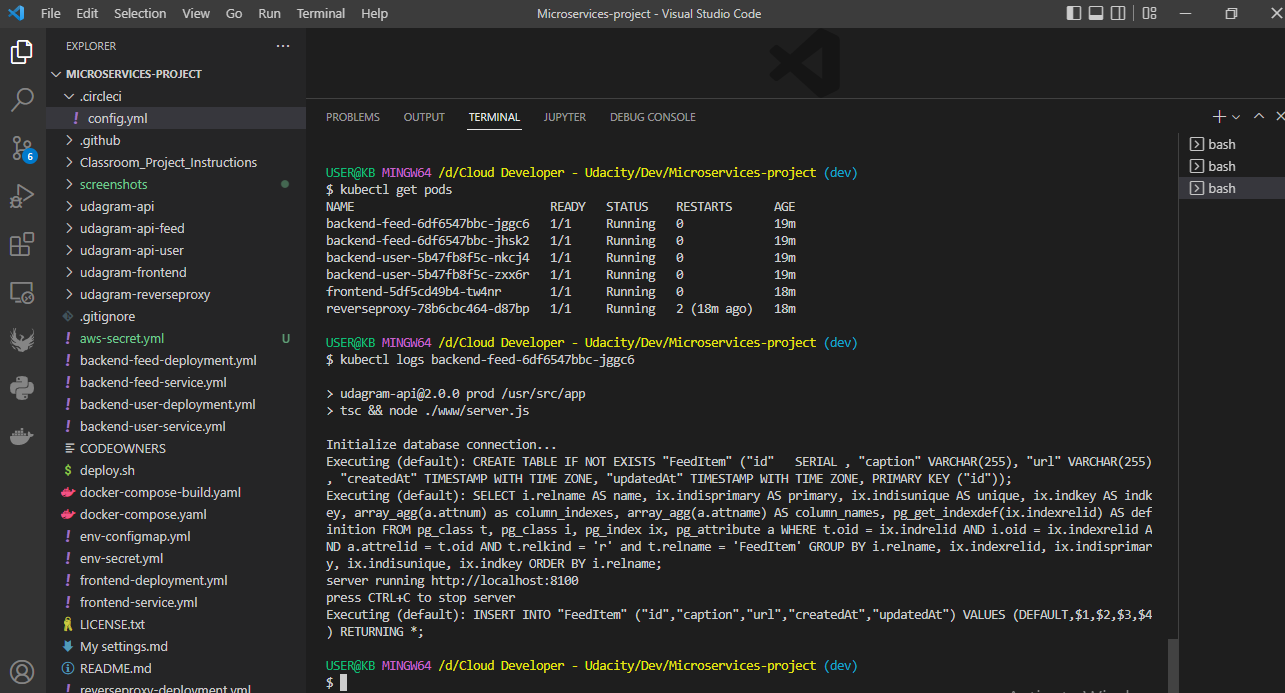 File Edit Selection View Go Run Terminal Help Microservices-project - Visual Studio Code
EXPLORER ...
MICROSERVICES-PROJECT
.circleci
! config.yml
.github
Classroom_Project_Instructions
screenshots
udagram-api
udagram-api-feed
udagram-api-user
udagram-frontend
udagram-reverseproxy
.gitignore
! aws-secret.yml U
! backend-feed-deployment.yml
! backend-feed-service.yml
! backend-user-deployment.yml
! backend-user-service.yml
CODEOWNERS
$ deploy.sh
docker-compose-build.yaml
docker-compose.yaml
! env-configmap.yml
! env-secret.yml
! frontend-deployment.yml
! frontend-service.yml
LICENSE.txt
My settings.md
README.md
! reverseproxy-deployment.yml
6
PROBLEMS OUTPUT TERMINAL JUPYTER DEBUG CONSOLE
USER@KB MINGW64 /d/Cloud Developer - Udacity/Dev/Microservices-project (dev)
$ kubectl get pods
NAME READY STATUS RESTARTS AGE
backend-feed-6df6547bbc-jggc6 1/1 Running 0 19m
backend-feed-6df6547bbc-jhsk2 1/1 Running 0 19m
backend-user-5b47fb8f5c-nkcj4 1/1 Running 0 19m
backend-user-5b47fb8f5c-zxx6r 1/1 Running 0 19m
frontend-5df5cd49b4-tw4nr 1/1 Running 0 18m
reverseproxy-78b6cbc464-d87bp 1/1 Running 2 (18m ago) 18m
USER@KB MINGW64 /d/Cloud Developer - Udacity/Dev/Microservices-project (dev)
$ kubectl logs backend-feed-6df6547bbc-jggc6
> udagram-api@2.0.0 prod /usr/src/app
> tsc && node ./www/server.js
Initialize database connection...
Executing (default): CREATE TABLE IF NOT EXISTS "FeedItem" ("id" SERIAL , "caption" VARCHAR(255), "url" VARCHAR(255)
, "createdAt" TIMESTAMP WITH TIME ZONE, "updatedAt" TIMESTAMP WITH TIME ZONE, PRIMARY KEY ("id"));
Executing (default): SELECT i.relname AS name, ix.indisprimary AS primary, ix.indisunique AS unique, ix.indkey AS indk
ey, array_agg(a.attnum) as column_indexes, array_agg(a.attname) AS column_names, pg_get_indexdef(ix.indexrelid) AS def
inition FROM pg_class t, pg_class i, pg_index ix, pg_attribute a WHERE t.oid = ix.indrelid AND i.oid = ix.indexrelid A
ND a.attrelid = t.oid AND t.relkind = 'r' and t.relname = 'FeedItem' GROUP BY i.relname, ix.indexrelid, ix.indisprimar
y, ix.indisunique, ix.indkey ORDER BY i.relname;
server running http://localhost:8100
press CTRL+C to stop server
Executing (default): INSERT INTO "FeedItem" ("id","caption","url","createdAt","updatedAt") VALUES (DEFAULT,$1,$2,$3,$4
) RETURNING *;
USER@KB MINGW64 /d/Cloud Developer - Udacity/Dev/Microservices-project (dev)
$
bash
bash
bash